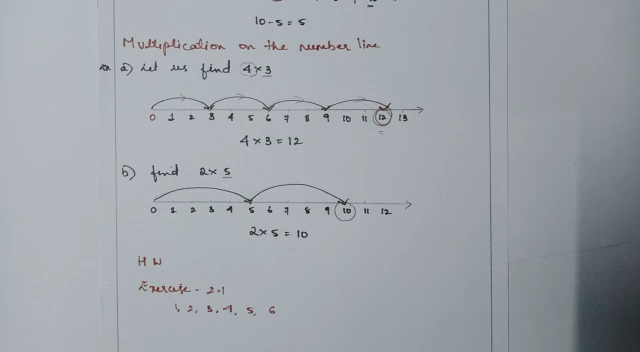 10 - 5 = 5
Multiplication on the number line
a) Let us find 4 × 3
0 1 2 3 4 5 6 7 8 9 10 11 12 13
4 × 3 = 12
b) find 2 × 5
0 1 2 3 4 5 6 7 8 9 10 11 12
2 × 5 = 10
HW
Exercise - 2.1
1, 2, 3, 4, 5, 6